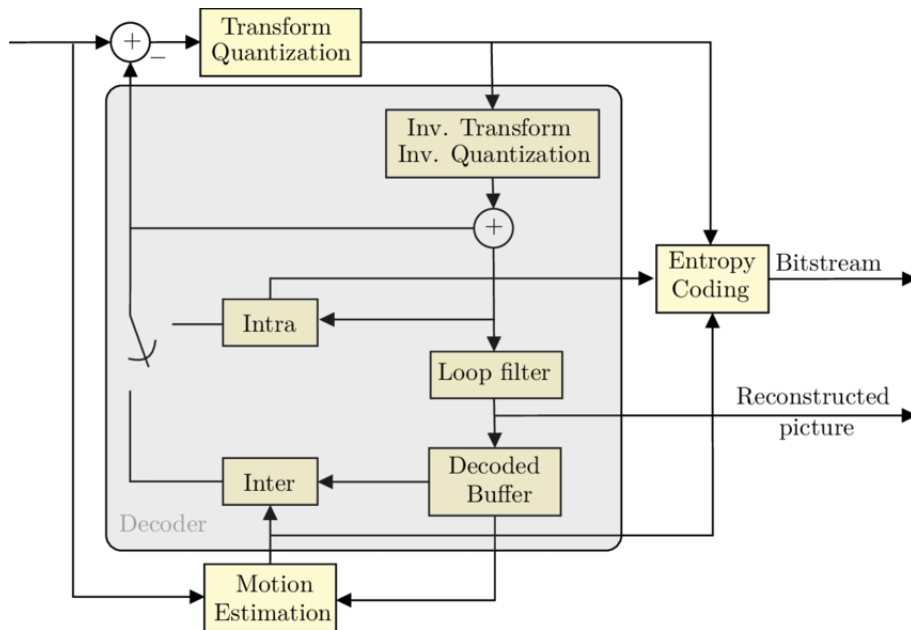 Transform
Quantization
+
−
Inv. Transform
Inv. Quantization
+
Entropy
Coding
Bitstream
Intra
Loop filter
Reconstructed
picture
Inter
Decoded
Buffer
Decoder
Motion
Estimation